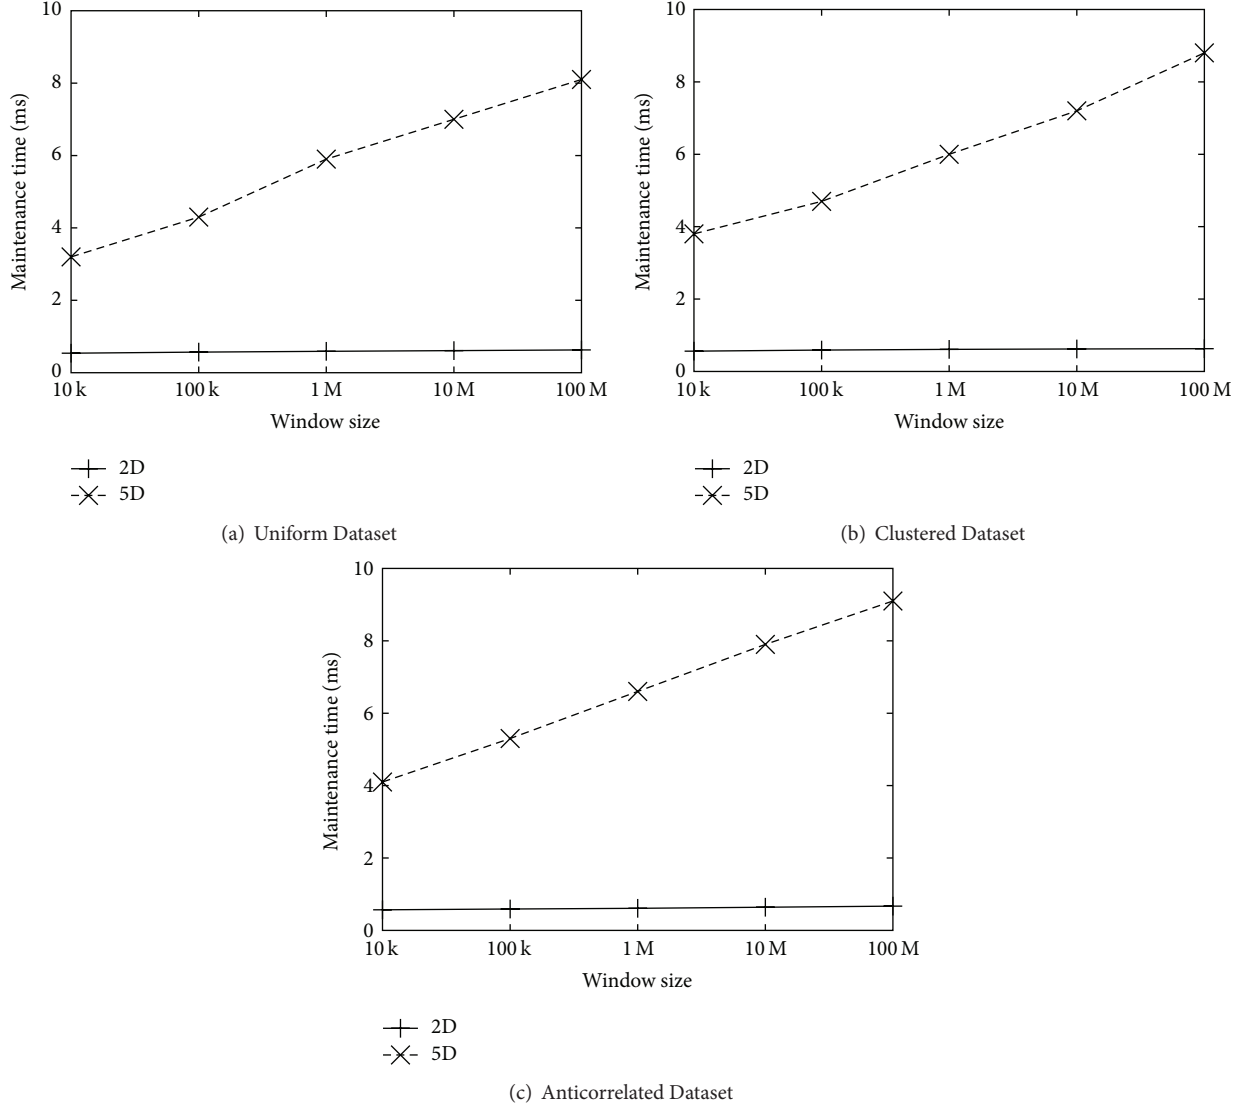 Maintenance time (ms)
10
8
6
4
2
0
10 k 100 k 1 M 10 M 100 M
Window size
2D
5D
(a) Uniform Dataset
Maintenance time (ms)
10
8
6
4
2
0
10 k 100 k 1 M 10 M 100 M
Window size
2D
5D
(b) Clustered Dataset
Maintenance time (ms)
10
8
6
4
2
0
10 k 100 k 1 M 10 M 100 M
Window size
2D
5D
(c) Anticorrelated Dataset